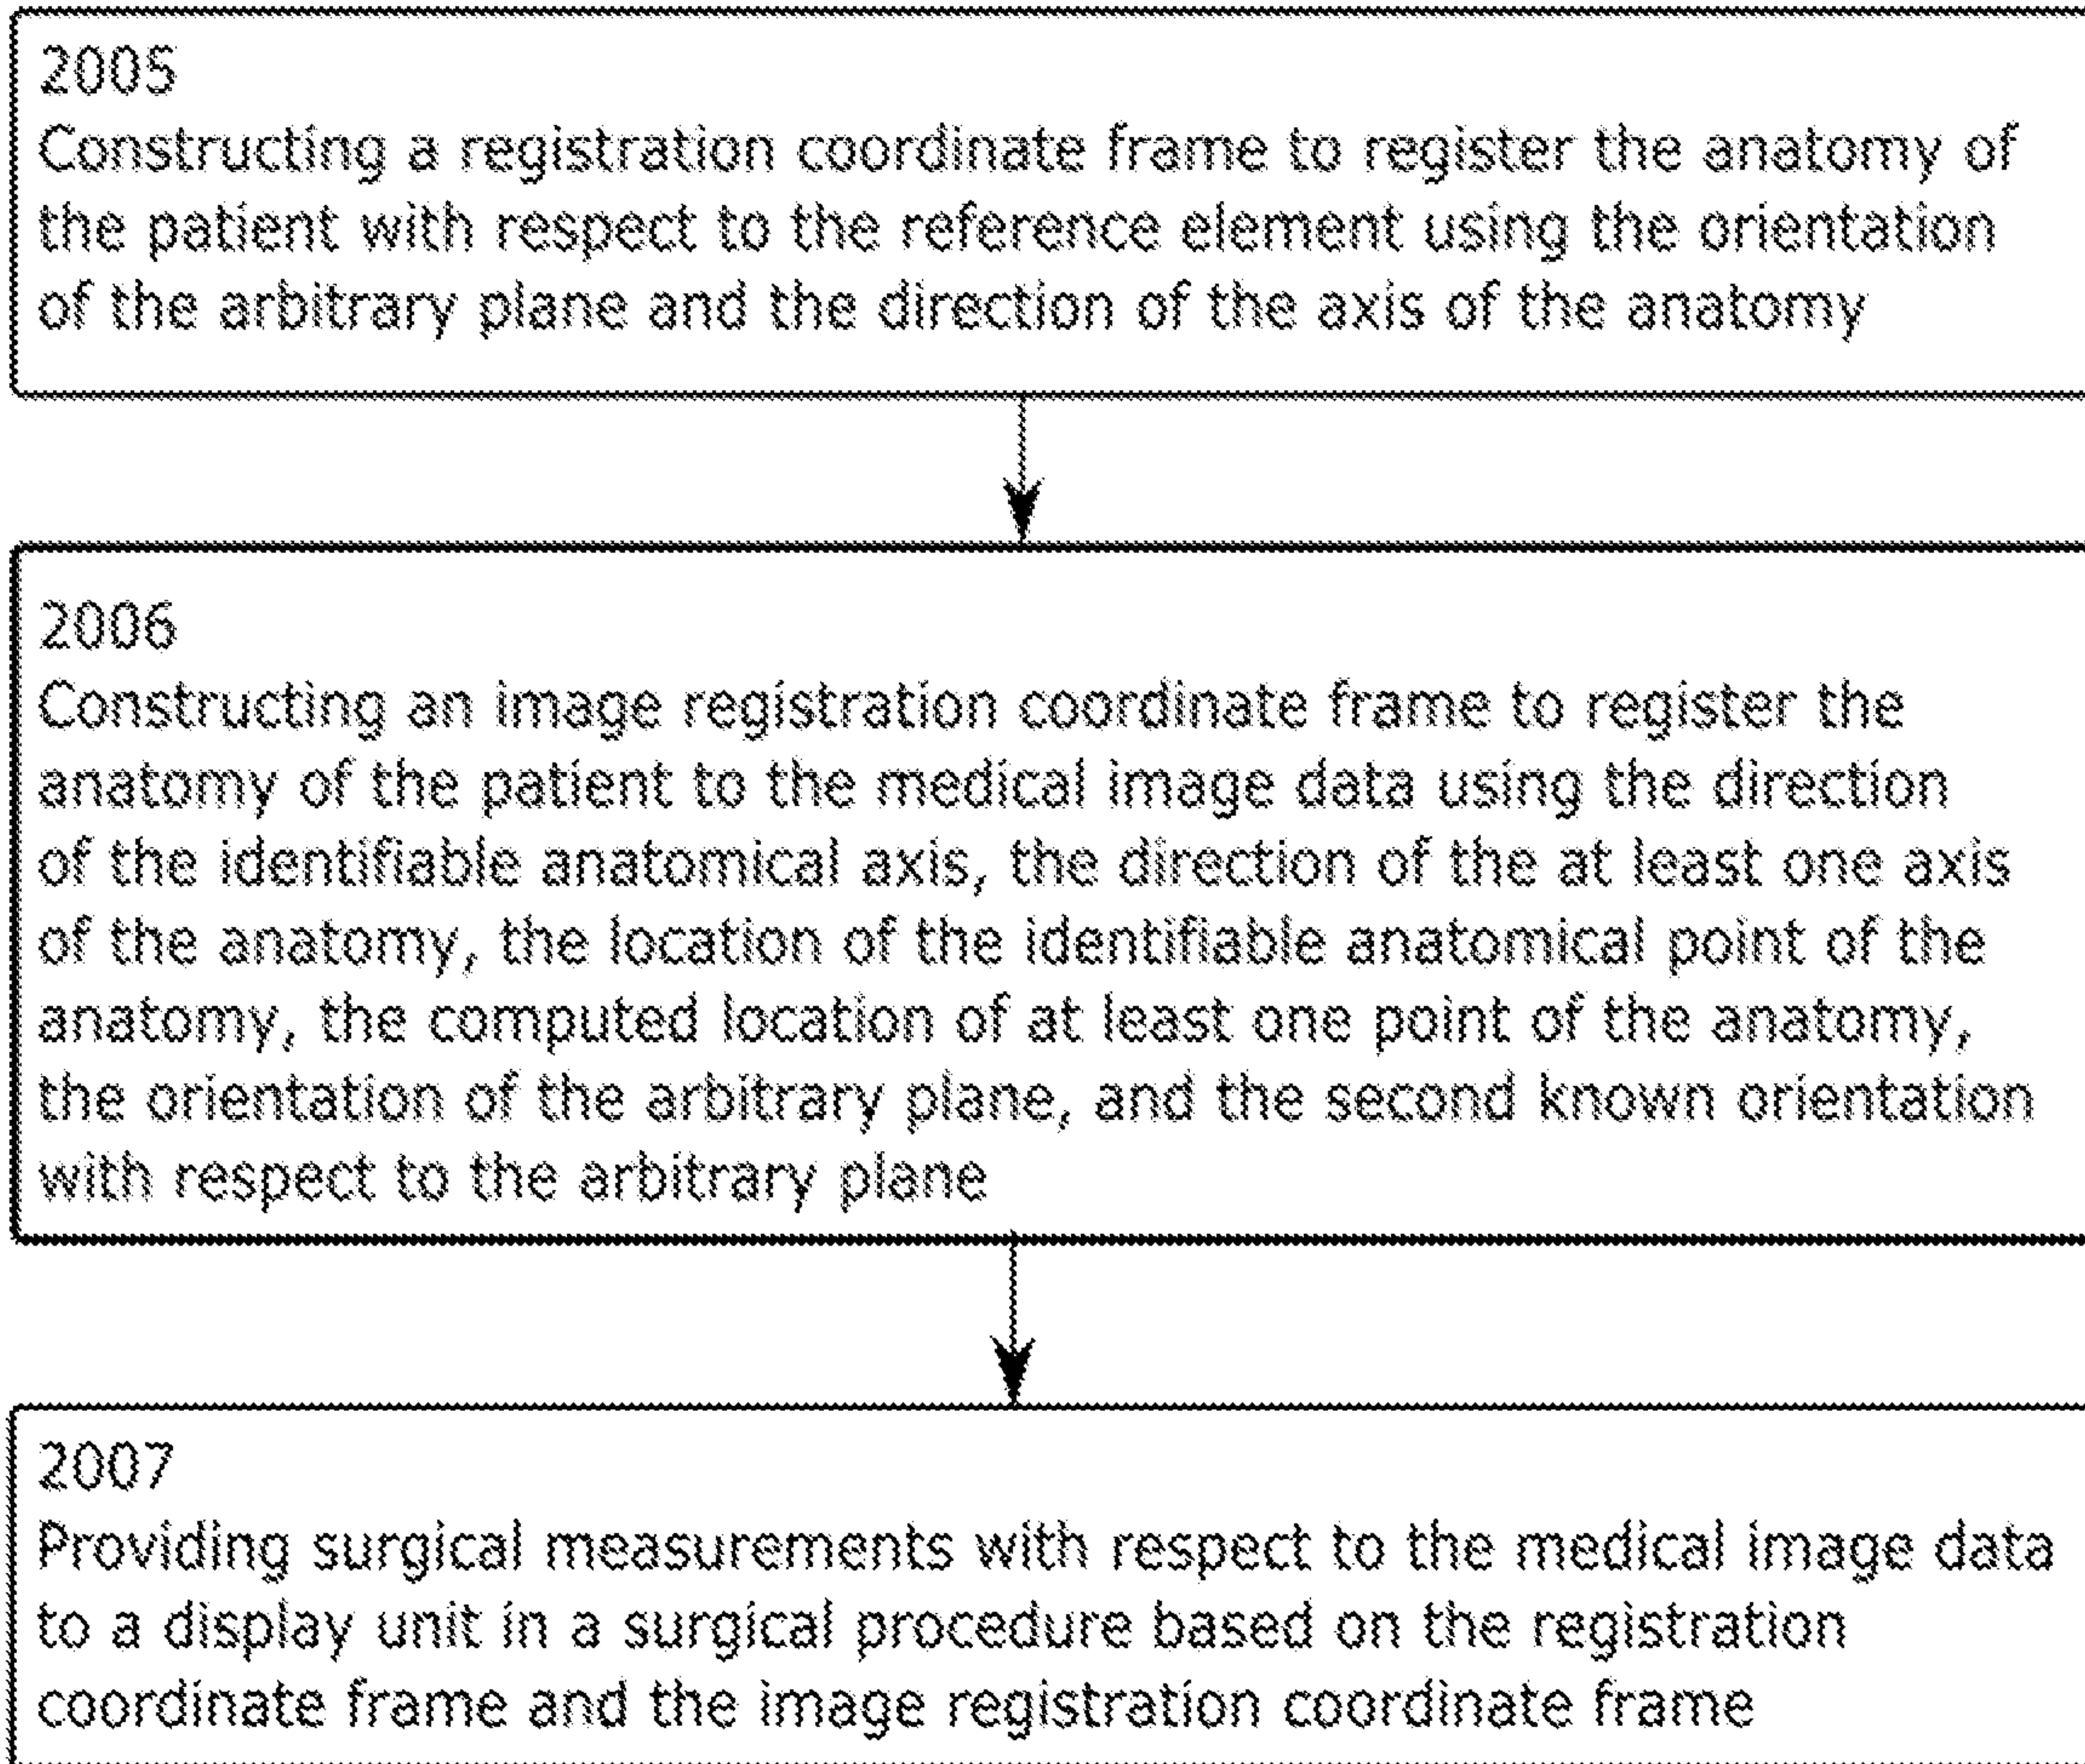 2005
Constructing a registration coordinate frame to register the anatomy of
the patient with respect to the reference element using the orientation
of the arbitrary plane and the direction of the axis of the anatomy
2006
Constructing an image registration coordinate frame to register the
anatomy of the patient to the medical image data using the direction
of the identifiable anatomical axis, the direction of the at least one axis
of the anatomy, the location of the identifiable anatomical point of the
anatomy, the computed location of at least one point of the anatomy,
the orientation of the arbitrary plane, and the second known orientation
with respect to the arbitrary plane
2007
Providing surgical measurements with respect to the medical image data
to a display unit in a surgical procedure based on the registration
coordinate frame and the image registration coordinate frame